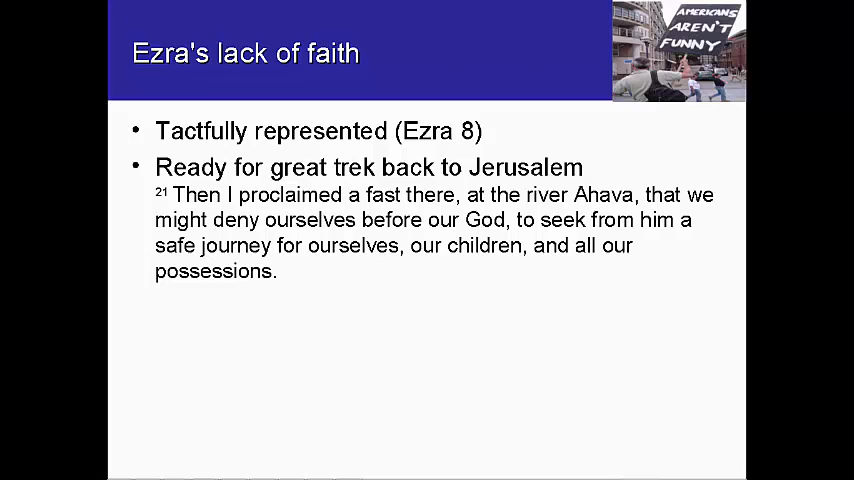 Ezra's lack of faith
AMERICANS
AREN'T
FUNNY
• Tactfully represented (Ezra 8)
• Ready for great trek back to Jerusalem
21 Then I proclaimed a fast there, at the river Ahava, that we
might deny ourselves before our God, to seek from him a
safe journey for ourselves, our children, and all our
possessions.